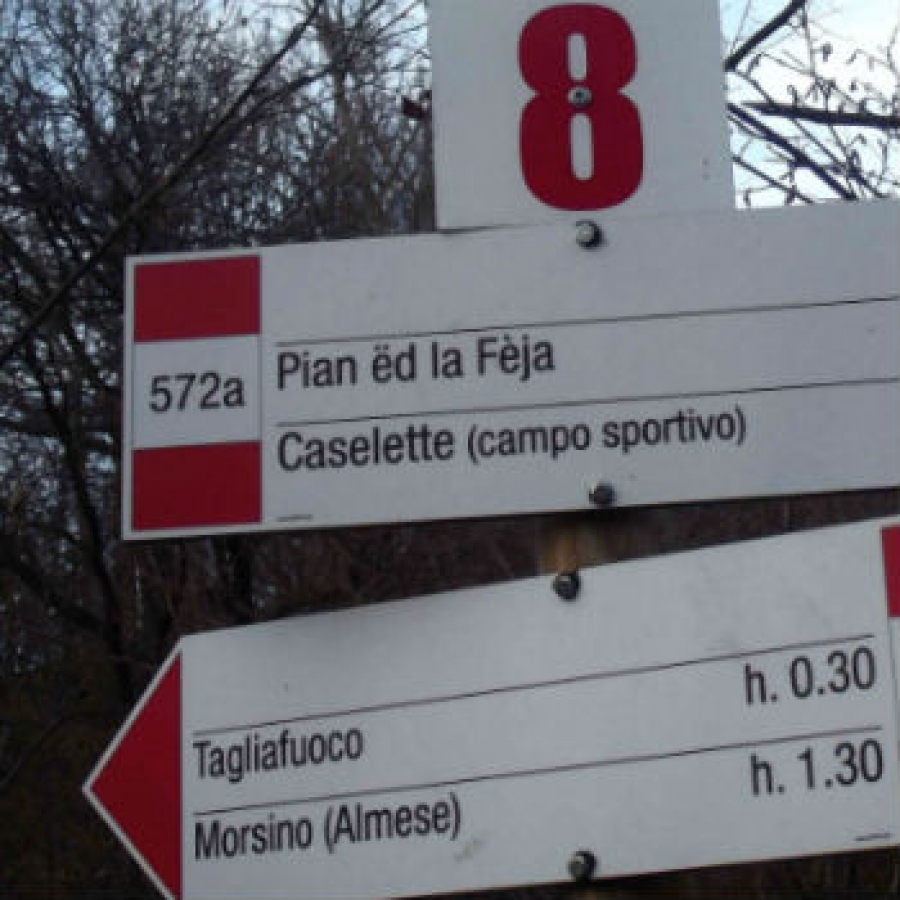 8
572a
Pian ëd la Fèja
Caselette (campo sportivo)
Tagliafuoco h. 0.30
Morsino (Almese) h. 1.30